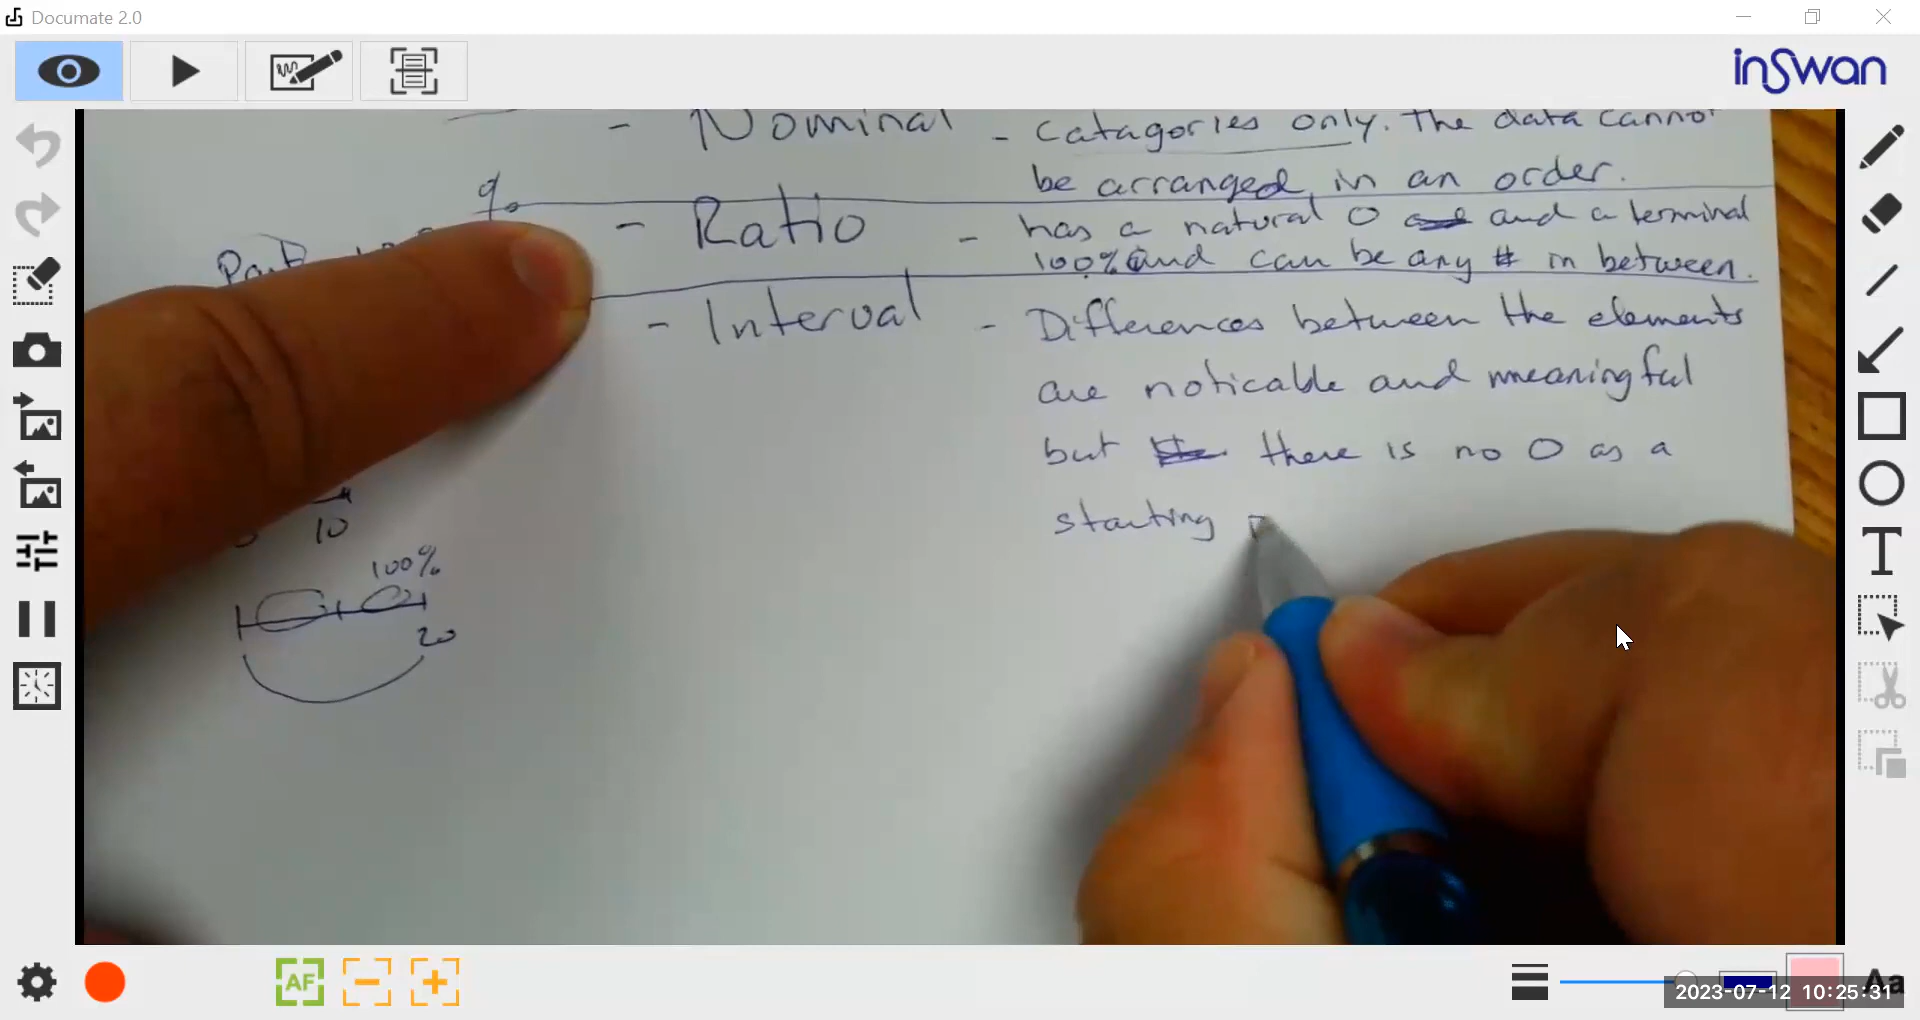 Documate 2.0
inSwan
- Nominal - Catagories only. The data cannot
be arranged in an order.
%
- Ratio - has a natural 0 and a terminal
100% and can be any # in between.
- Interval - Differences between the elements
are noticable and meaningful
but there is no 0 as a
starting
10
100%
20
AF
T
Aa
2023-07-12 10:25:31